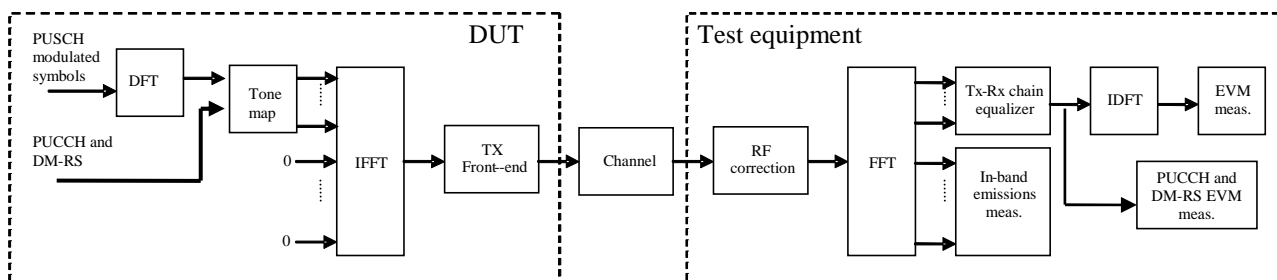 DUT
Test equipment
PUSCH
modulated
symbols
DFT
Tone
map
PUCCH and
DM-RS
0
0
IFFT
TX
Front--end
Channel
RF
correction
FFT
Tx-Rx chain
equalizer
IDFT
EVM
meas.
In-band
emissions
meas.
PUCCH and
DM-RS EVM
meas.